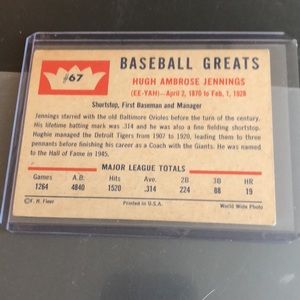 #67
BASEBALL GREATS
HUGH AMBROSE JENNINGS
(EE-YAH)—April 2, 1870 to Feb. 1, 1928
Shortstop, First Baseman and Manager
Jennings starred with the old Baltimore Orioles before the turn of the century.
His lifetime batting mark was .314 and he was also a fine fielding shortstop.
Hughie managed the Detroit Tigers from 1907 to 1920, leading them to three
pennants before finishing his career as a Coach with the Giants. He was named
to the Hall of Fame in 1945.
MAJOR LEAGUE TOTALS
Games A.B. Hits Ave. 2B 3B HR
1264 4840 1520 .314 224 88 19
©F. H. Fleer Printed in U.S.A. World Wide Photo